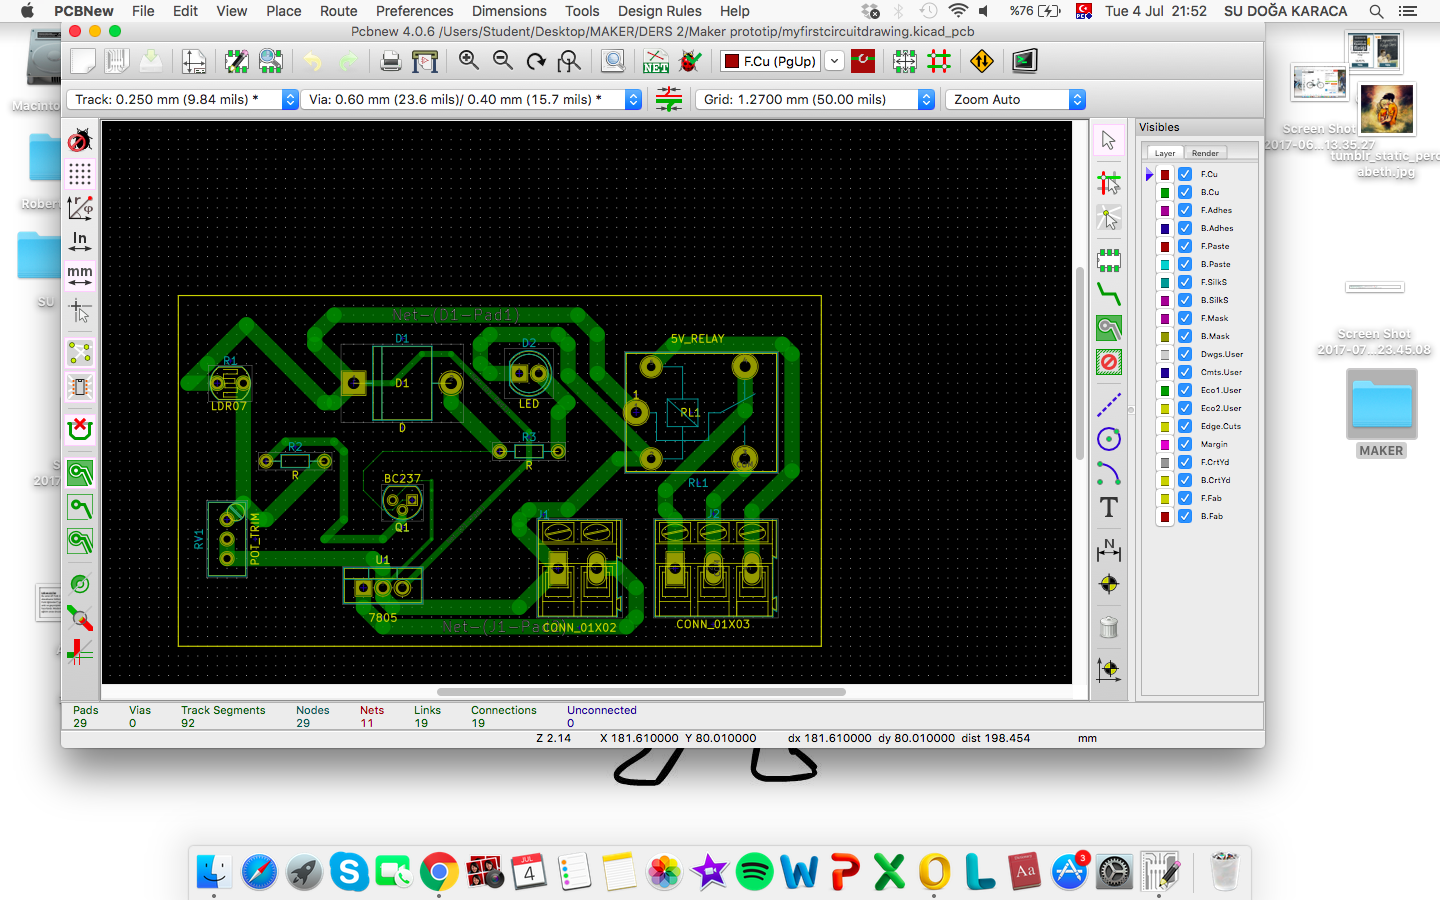 PCBNew File Edit View Place Route Preferences Dimensions Tools Design Rules Help %76 Tue 4 Jul 21:52 SU DOĞA KARACA
Pcbnew 4.0.6 /Users/Student/Desktop/MAKER/DERS 2/Maker prototip/myfirstcircuitdrawing.kicad_pcb
NET F.Cu (PgUp)
Track: 0.250 mm (9.84 mils) * Via: 0.60 mm (23.6 mils)/ 0.40 mm (15.7 mils) * Grid: 1.2700 mm (50.00 mils) Zoom Auto
Visibles
Layer Render
F.Cu
B.Cu
F.Adhes
B.Adhes
F.Paste
B.Paste
F.SilkS
B.SilkS
F.Mask
B.Mask
Dwgs.User
Cmts.User
Eco1.User
Eco2.User
Edge.Cuts
Margin
F.CrtYd
B.CrtYd
F.Fab
B.Fab
In
mm
Net-(D1-Pad1)
D1
D2
5V_RELAY
R1
D1
LED
1
RL1
LDR07
D
R2
R3
R
R
BC237
RL1
Q1
J1
J2
RV1
POT_TRIM
U1
7805
CONN_01X02
CONN_01X03
T
N
Pads Vias Track Segments Nodes Nets Links Connections Unconnected
29 0 92 29 11 19 19 0
Z 2.14 X 181.610000 Y 80.010000 dx 181.610000 dy 80.010000 dist 198.454 mm
Macinto
Rober
SU
2017
Screen Shot
2017-06...13.35.27
tumblr_static_perc
abetn.jpg
Screen Shot
2017-07...23.45.08
MAKER
JUL
4
Aa
3